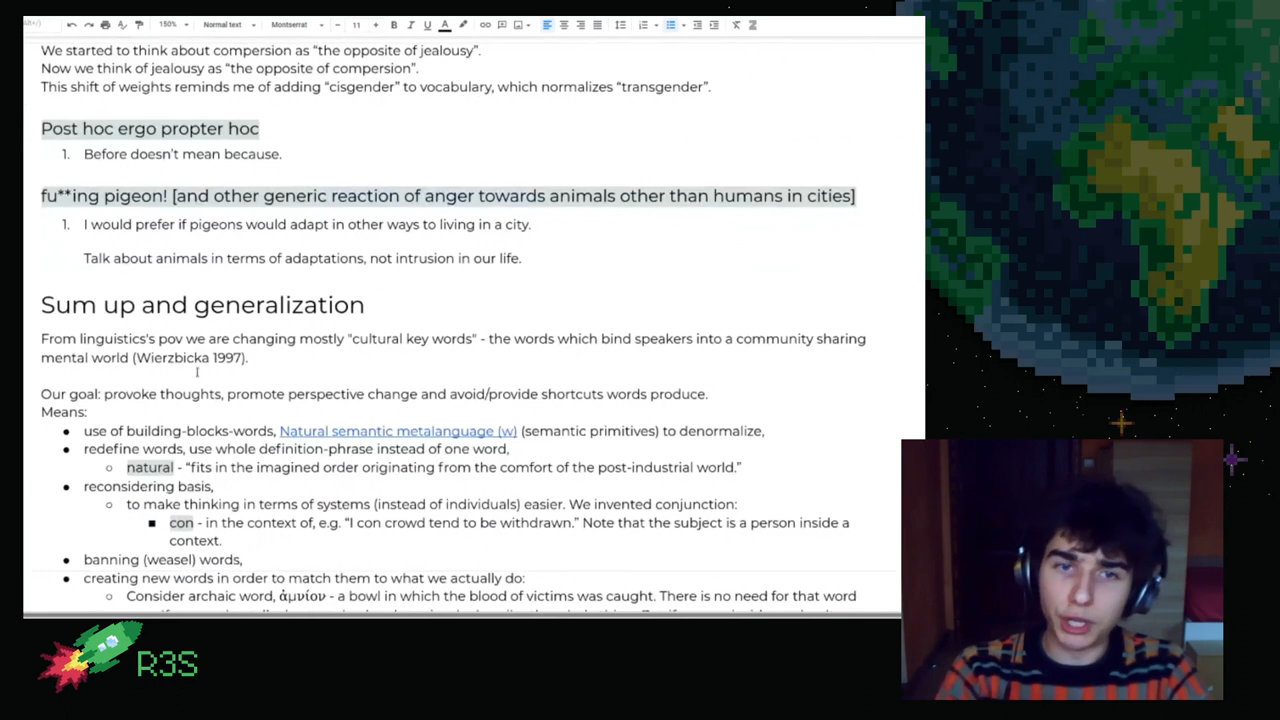 150%
Normal text
Montserrat
11
We started to think about compersion as “the opposite of jealousy”.
Now we think of jealousy as “the opposite of compersion”.
This shift of weights reminds me of adding “cisgender” to vocabulary, which normalizes “transgender”.
Post hoc ergo propter hoc
1. Before doesn’t mean because.
fu**ing pigeon! [and other generic reaction of anger towards animals other than humans in cities]
1. I would prefer if pigeons would adapt in other ways to living in a city.
Talk about animals in terms of adaptations, not intrusion in our life.
Sum up and generalization
From linguistics's pov we are changing mostly "cultural key words" - the words which bind speakers into a community sharing
mental world (Wierzbicka 1997).
Our goal: provoke thoughts, promote perspective change and avoid/provide shortcuts words produce.
Means:
● use of building-blocks-words, Natural semantic metalanguage (w) (semantic primitives) to denormalize,
● redefine words, use whole definition-phrase instead of one word,
○ natural - “fits in the imagined order originating from the comfort of the post-industrial world.”
● reconsidering basis,
○ to make thinking in terms of systems (instead of individuals) easier. We invented conjunction:
■ con - in the context of, e.g. “I con crowd tend to be withdrawn.” Note that the subject is a person inside a
context.
● banning (weasel) words,
● creating new words in order to match them to what we actually do:
○ Consider archaic word, ἀμνίον - a bowl in which the blood of victims was caught. There is no need for that word
R3S